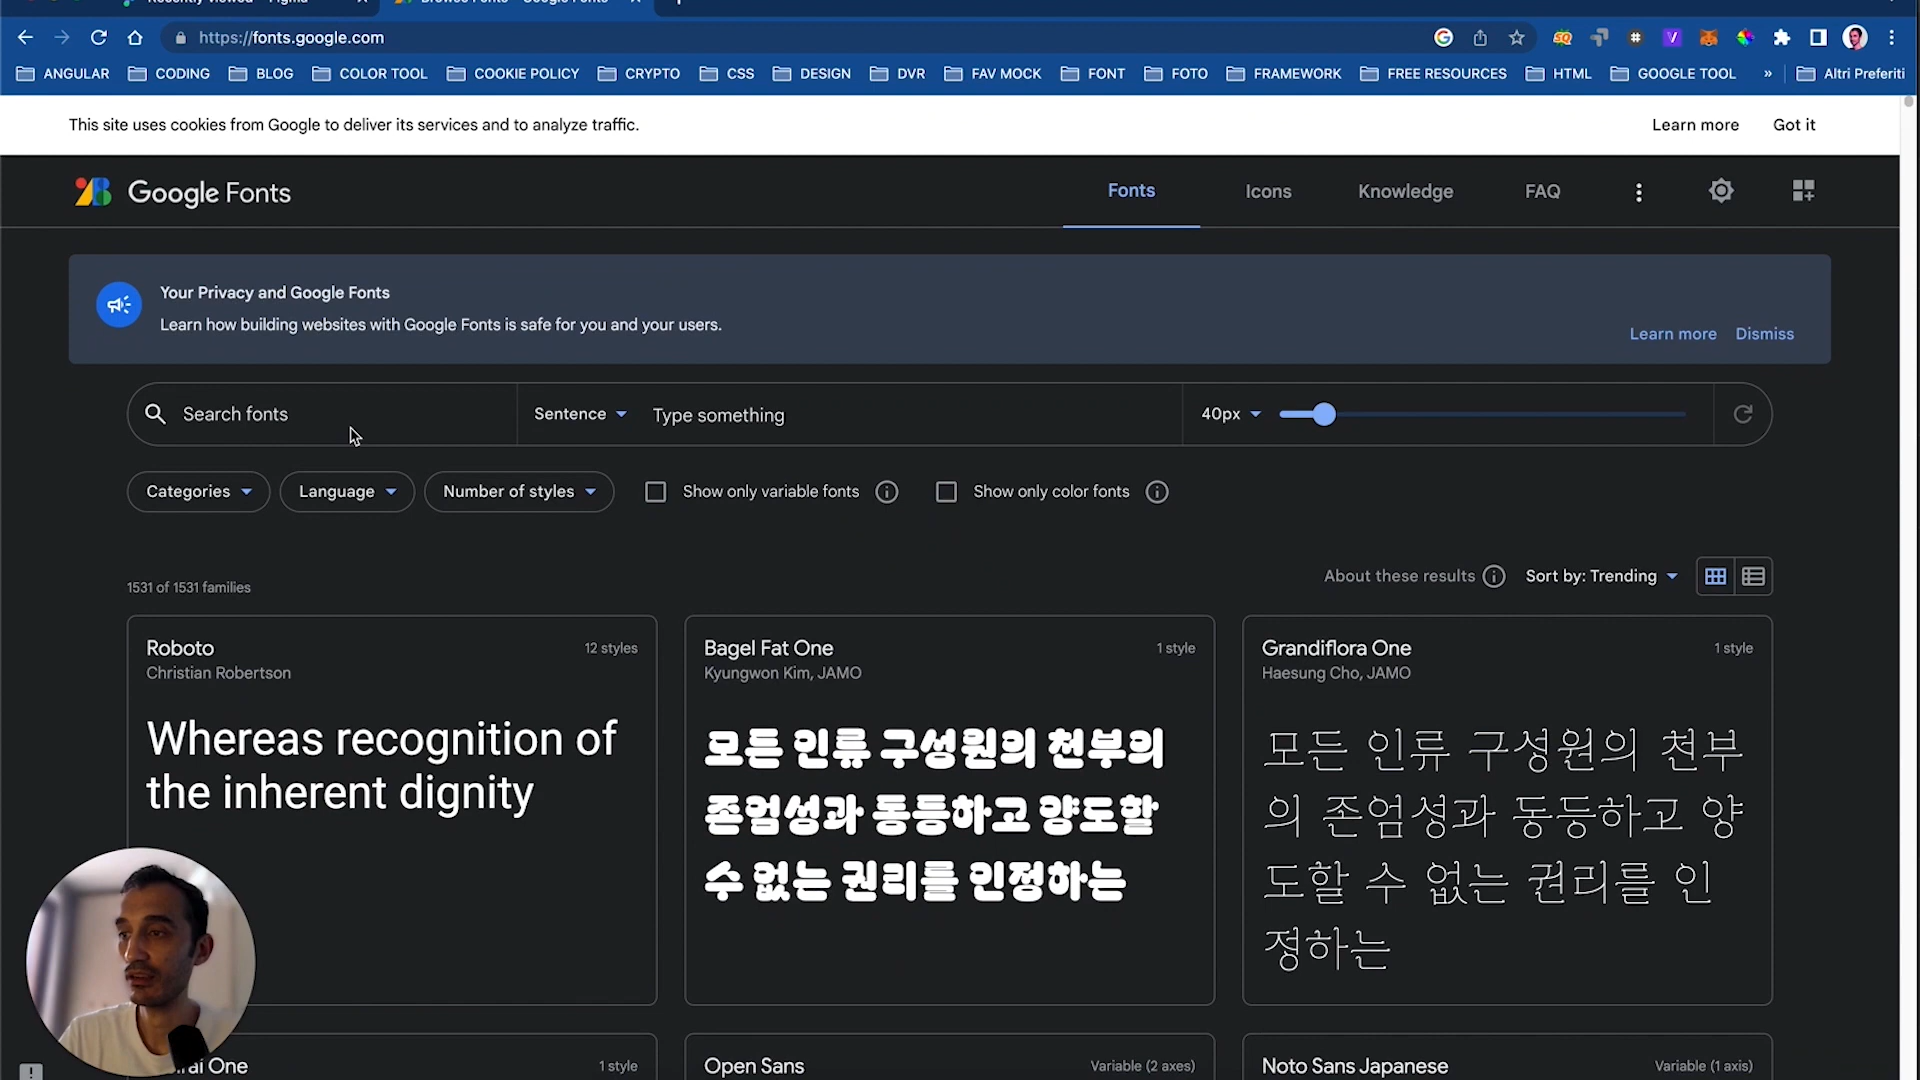 https://fonts.google.com
ANGULAR CODING BLOG COLOR TOOL COOKIE POLICY CRYPTO CSS DESIGN DVR FAV MOCK FONT FOTO FRAMEWORK FREE RESOURCES HTML GOOGLE TOOL » Altri Preferiti
This site uses cookies from Google to deliver its services and to analyze traffic. Learn more Got it
Google Fonts Fonts Icons Knowledge FAQ
Your Privacy and Google Fonts
Learn how building websites with Google Fonts is safe for you and your users.
Learn more Dismiss
Search fonts Sentence Type something 40px
Categories Language Number of styles Show only variable fonts Show only color fonts
1531 of 1531 families About these results Sort by: Trending
Roboto 12 styles
Christian Robertson
Whereas recognition of
the inherent dignity
Bagel Fat One 1 style
Kyungwon Kim, JAMO
모든 인류 구성원의 천부의
존엄성과 동등하고 양도할
수 없는 권리를 인정하는
Grandiflora One 1 style
Haesung Cho, JAMO
모든 인류 구성원의 천부
의 존엄성과 동등하고 양
도할 수 없는 권리를 인
정하는
One 1 style
Open Sans Variable (2 axes)
Noto Sans Japanese Variable (1 axis)